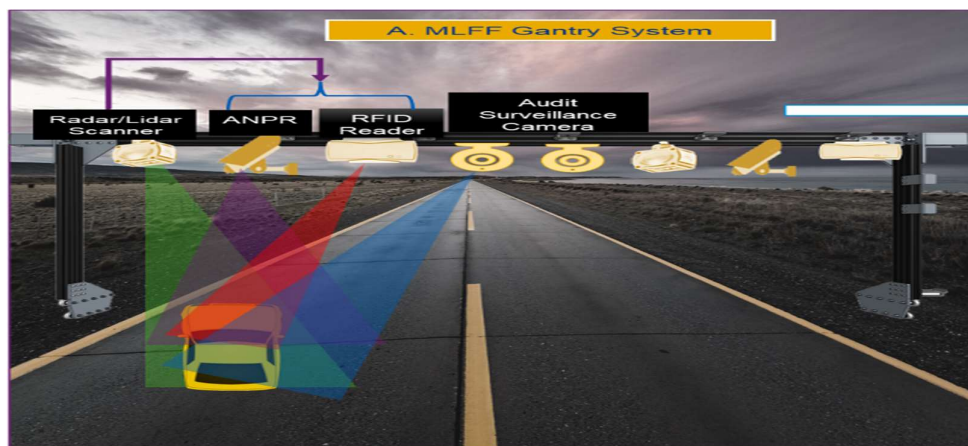 A. MLFF Gantry System
Radar/Lidar
Scanner
ANPR
RFID
Reader
Audit
Surveillance
Camera